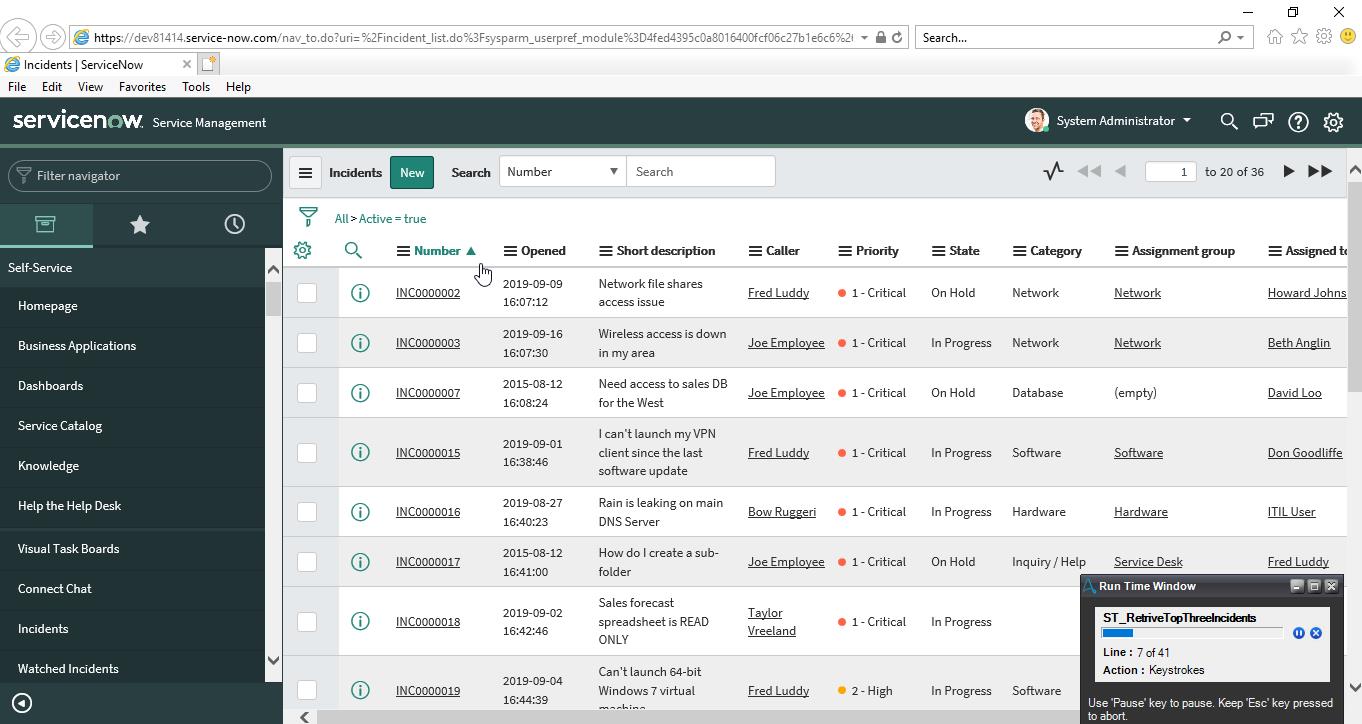 https://dev81414.service-now.com/nav_to.do?uri=%2Fincident_list.do%3Fsysparm_userpref_module%3D4fed4395c0a8016400fcf06c27b1e6c6%2
Search...
Incidents | ServiceNow
File Edit View Favorites Tools Help
servicenow. Service Management
System Administrator
Filter navigator
Incidents New Search Number Search 1 to 20 of 36
All > Active = true
Number Opened Short description Caller Priority State Category Assignment group Assigned to
Self-Service
Homepage
Business Applications
Dashboards
Service Catalog
Knowledge
Help the Help Desk
Visual Task Boards
Connect Chat
Incidents
Watched Incidents
INC0000002 2019-09-09 16:07:12 Network file shares access issue Fred Luddy 1 - Critical On Hold Network Network Howard Johns
INC0000003 2019-09-16 16:07:30 Wireless access is down in my area Joe Employee 1 - Critical In Progress Network Network Beth Anglin
INC0000007 2015-08-12 16:08:24 Need access to sales DB for the West Joe Employee 1 - Critical On Hold Database (empty) David Loo
INC0000015 2019-09-01 16:38:46 I can't launch my VPN client since the last software update Fred Luddy 1 - Critical In Progress Software Software Don Goodliffe
INC0000016 2019-08-27 16:40:23 Rain is leaking on main DNS Server Bow Ruggeri 1 - Critical In Progress Hardware Hardware ITIL User
INC0000017 2015-08-12 16:41:00 How do I create a sub-folder Joe Employee 1 - Critical On Hold Inquiry / Help Service Desk Fred Luddy
INC0000018 2019-09-02 16:42:46 Sales forecast spreadsheet is READ ONLY Taylor Vreeland 1 - Critical In Progress
INC0000019 2019-09-04 16:44:39 Can't launch 64-bit Windows 7 virtual machine Fred Luddy 2 - High In Progress Software
Run Time Window
ST_RetriveTopThreeIncidents
Line : 7 of 41
Action : Keystrokes
Use 'Pause' key to pause. Keep 'Esc' key pressed
to abort.